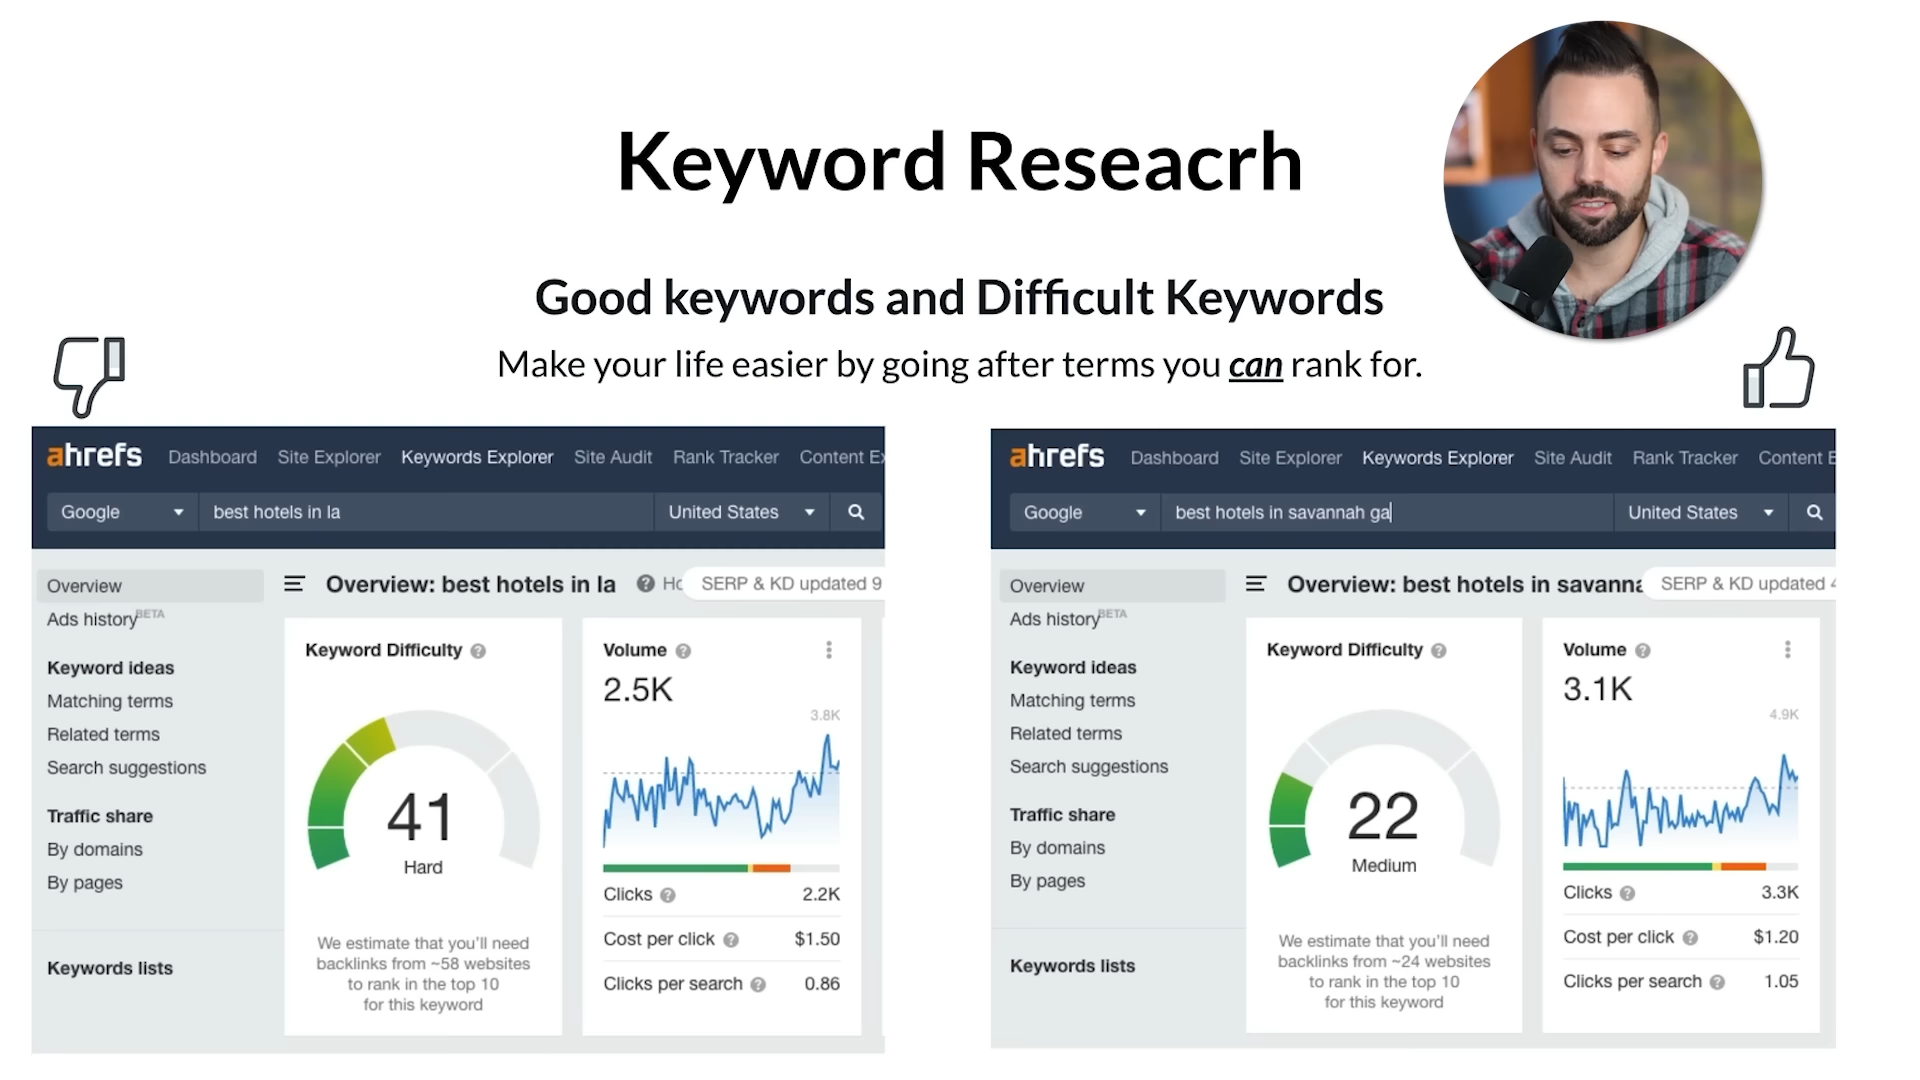 Keyword Reseacrh
Good keywords and Difficult Keywords
Make your life easier by going after terms you can rank for.
ahrefs Dashboard Site Explorer Keywords Explorer Site Audit Rank Tracker Content Ex
Google best hotels in la United States
Overview
Ads history BETA
Keyword ideas
Matching terms
Related terms
Search suggestions
Traffic share
By domains
By pages
Keywords lists
Overview: best hotels in la Ho SERP & KD updated 9
Keyword Difficulty
41
Hard
We estimate that you'll need
backlinks from ~58 websites
to rank in the top 10
for this keyword
Volume
2.5K
3.8K
Clicks 2.2K
Cost per click $1.50
Clicks per search 0.86
ahrefs Dashboard Site Explorer Keywords Explorer Site Audit Rank Tracker Content E
Google best hotels in savannah ga United States
Overview
Ads history BETA
Keyword ideas
Matching terms
Related terms
Search suggestions
Traffic share
By domains
By pages
Keywords lists
Overview: best hotels in savanna SERP & KD updated 4
Keyword Difficulty
22
Medium
We estimate that you'll need
backlinks from ~24 websites
to rank in the top 10
for this keyword
Volume
3.1K
4.9K
Clicks 3.3K
Cost per click $1.20
Clicks per search 1.05